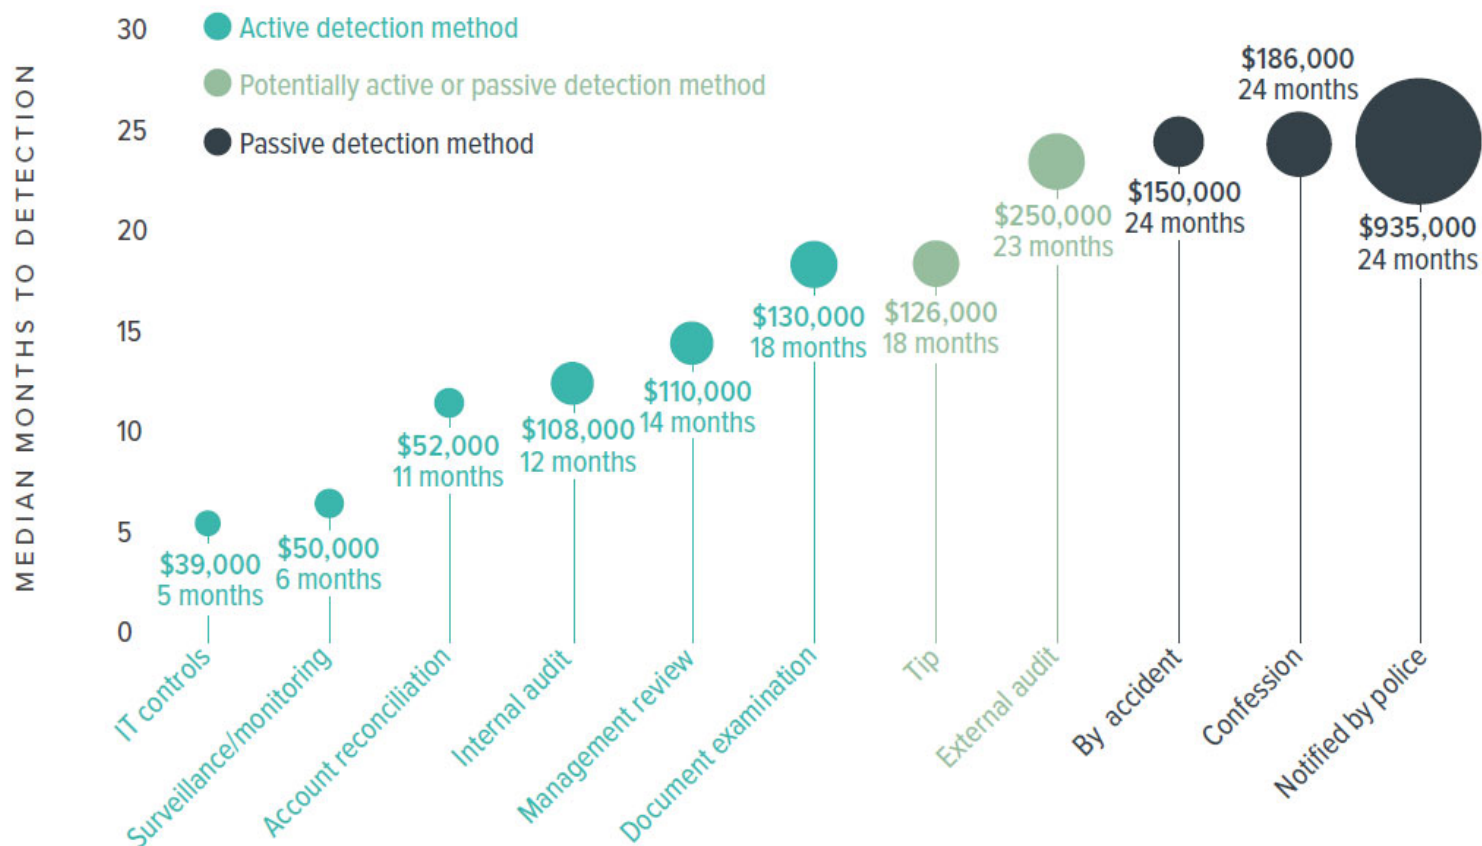 MEDIAN MONTHS TO DETECTION
30
25
20
15
10
5
0
Active detection method
Potentially active or passive detection method
Passive detection method
$39,000
5 months
$50,000
6 months
$52,000
11 months
$108,000
12 months
$110,000
14 months
$130,000
18 months
$126,000
18 months
$250,000
23 months
$150,000
24 months
$186,000
24 months
$935,000
24 months
IT controls
Surveillance/monitoring
Account reconciliation
Internal audit
Management review
Document examination
Tip
External audit
By accident
Confession
Notified by police